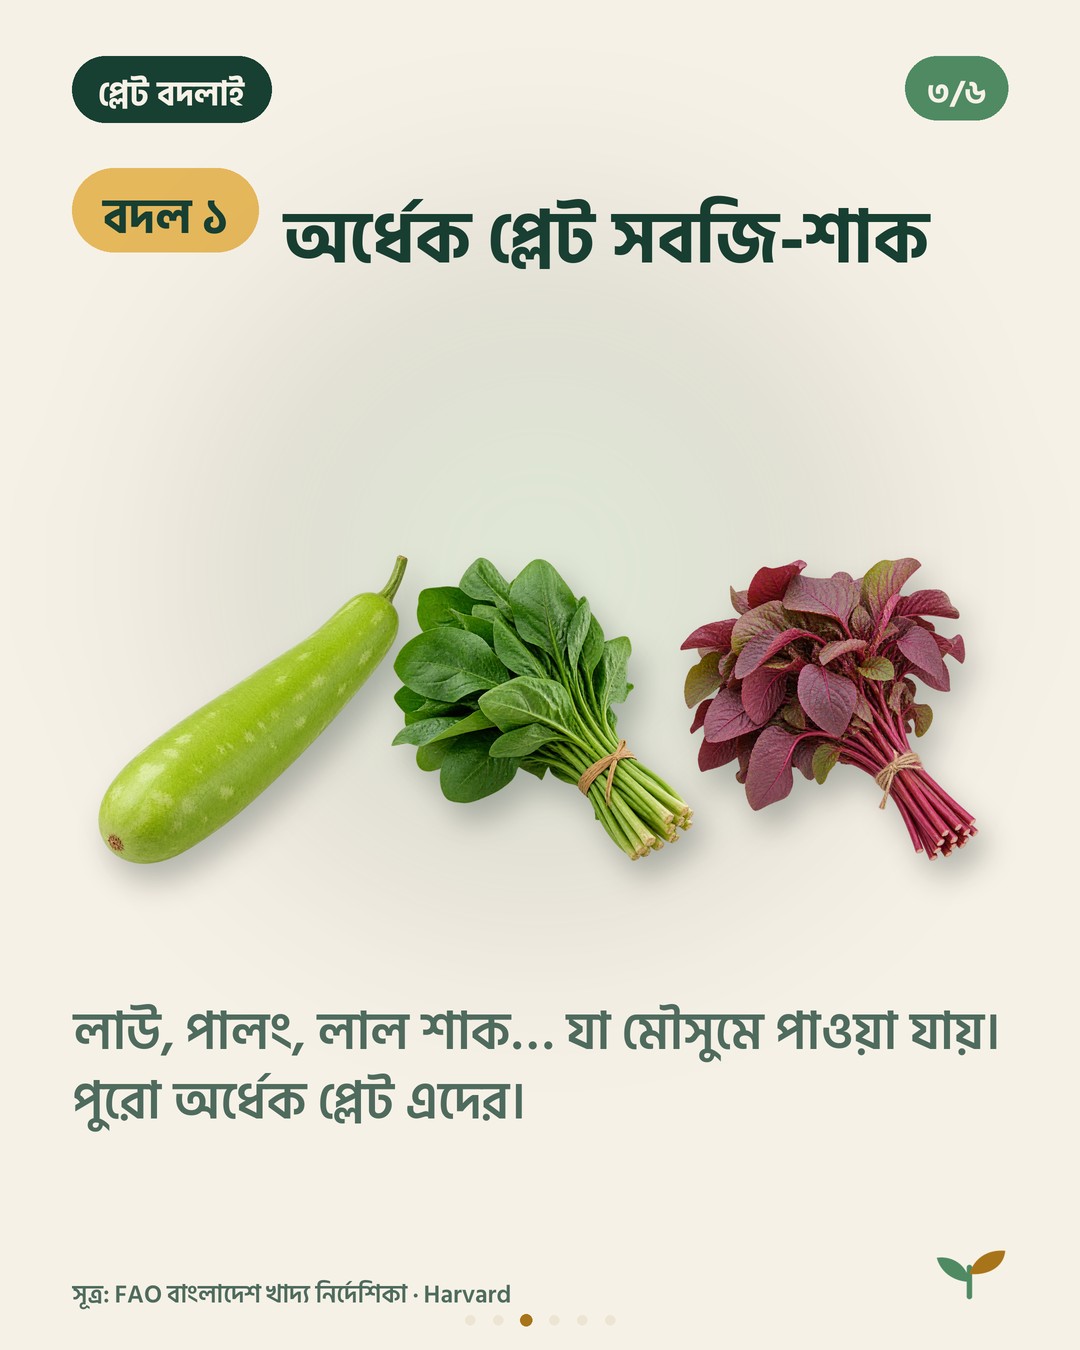 প্লেট বদলাই
৩/৬
বদল ১
অর্ধেক প্লেট সবজি-শাক
লাউ, পালং, লাল শাক... যা মৌসুমে পাওয়া যায়।
পুরো অর্ধেক প্লেট এদের।
সূত্র: FAO বাংলাদেশ খাদ্য নির্দেশিকা · Harvard